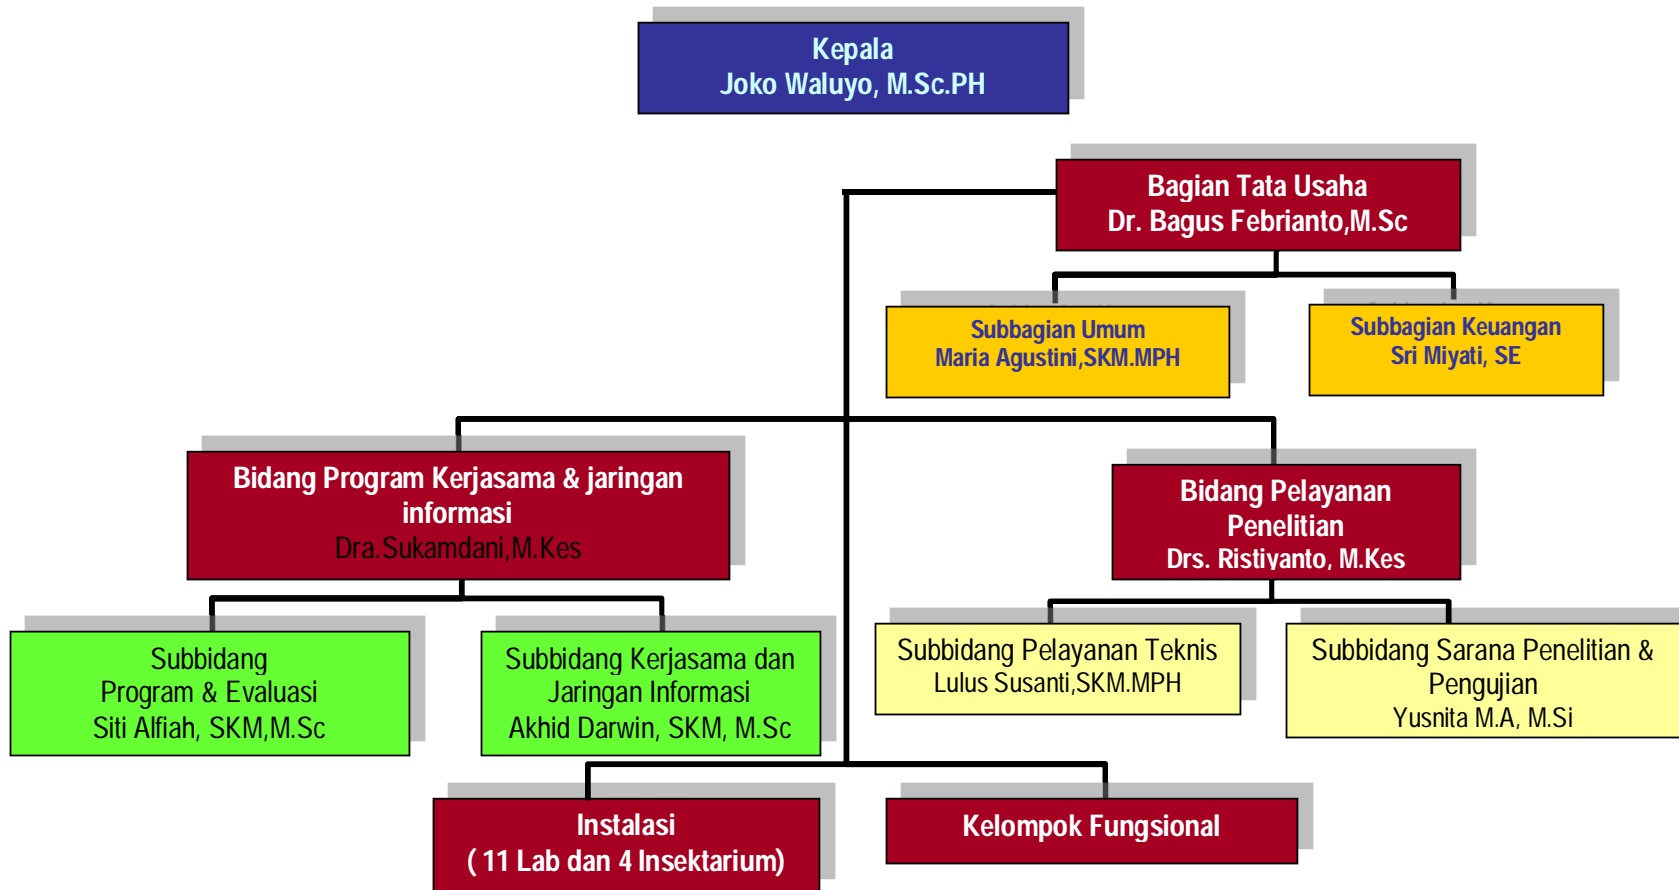 Kepala
Joko Waluyo, M.Sc.PH
Bagian Tata Usaha
Dr. Bagus Febrianto,M.Sc
Subbagian Umum
Maria Agustini,SKM.MPH
Subbagian Keuangan
Sri Miyati, SE
Bidang Program Kerjasama & jaringan
informasi
Dra.Sukamdani,M.Kes
Bidang Pelayanan
Penelitian
Drs. Ristiyanto, M.Kes
Subbidang
Program & Evaluasi
Siti Alfiah, SKM,M.Sc
Subbidang Kerjasama dan
Jaringan Informasi
Akhid Darwin, SKM, M.Sc
Subbidang Pelayanan Teknis
Lulus Susanti,SKM.MPH
Subbidang Sarana Penelitian &
Pengujian
Yusnita M.A, M.Si
Instalasi
( 11 Lab dan 4 Insektarium)
Kelompok Fungsional